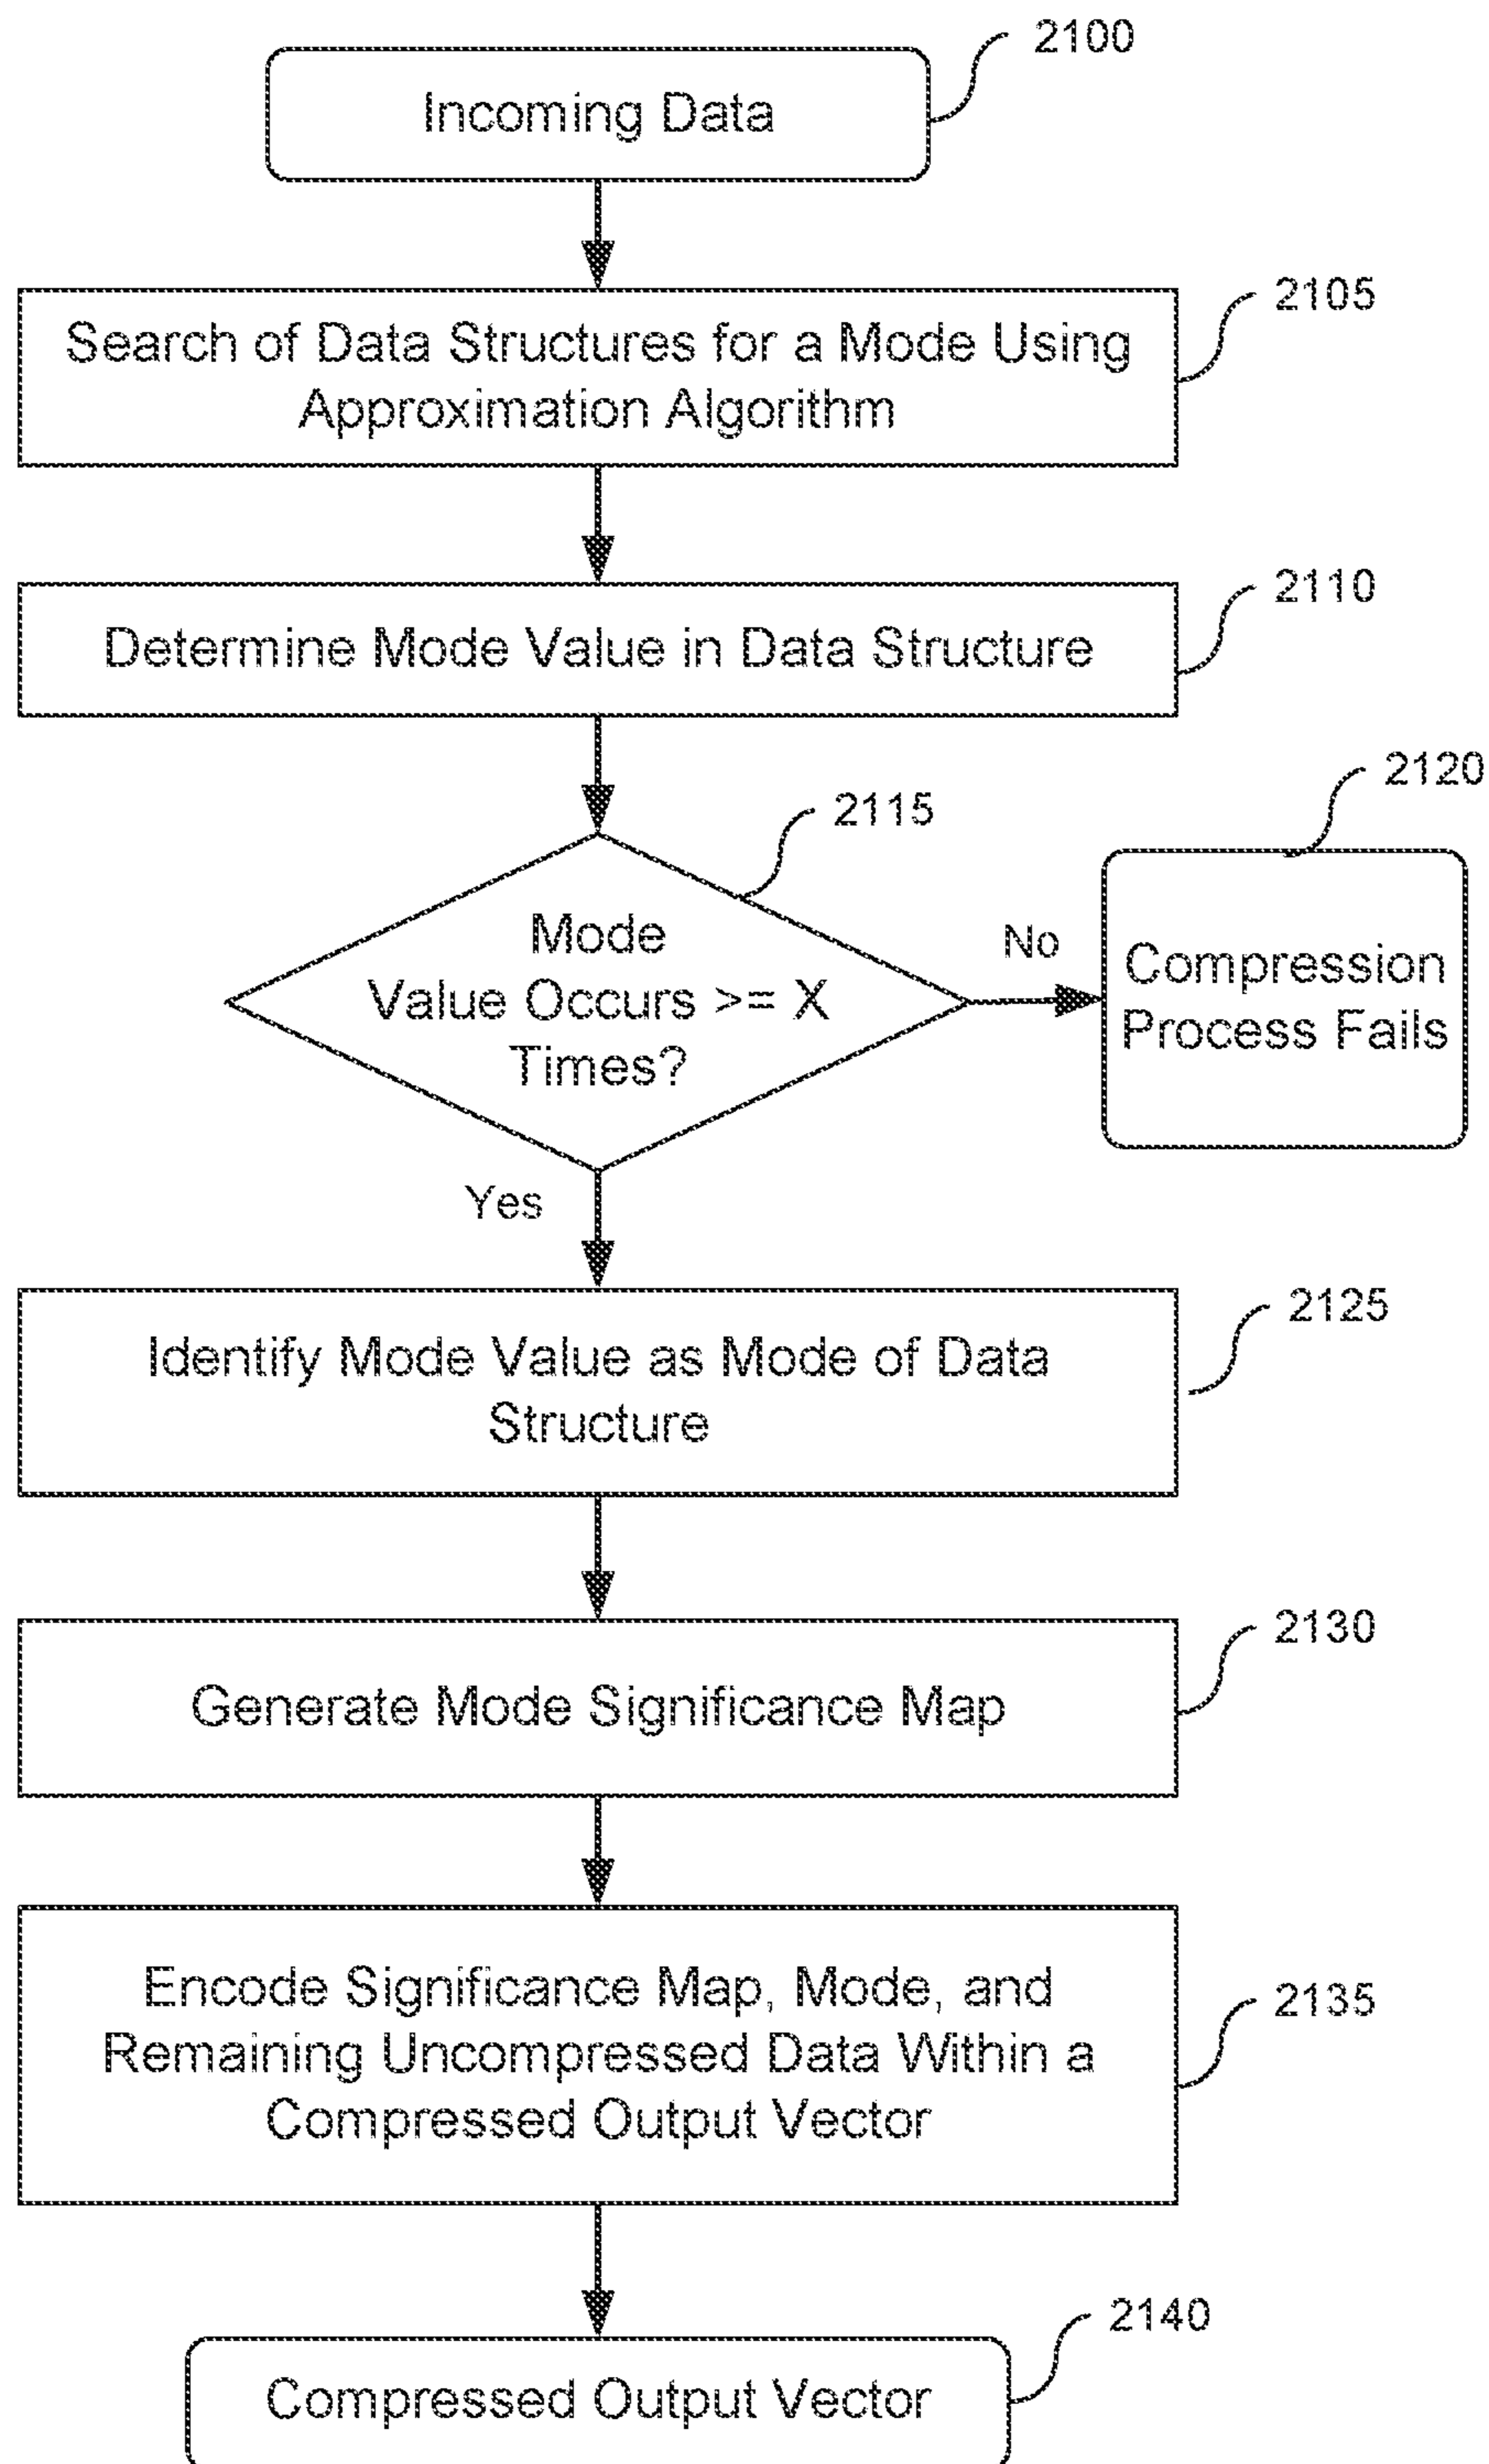 2100
Incoming Data
2105
Search of Data Structures for a Mode Using
Approximation Algorithm
2110
Determine Mode Value in Data Structure
2115
Mode
Value Occurs >= X
Times?
No
2120
Compression
Process Fails
Yes
2125
Identify Mode Value as Mode of Data
Structure
2130
Generate Mode Significance Map
2135
Encode Significance Map, Mode, and
Remaining Uncompressed Data Within a
Compressed Output Vector
2140
Compressed Output Vector